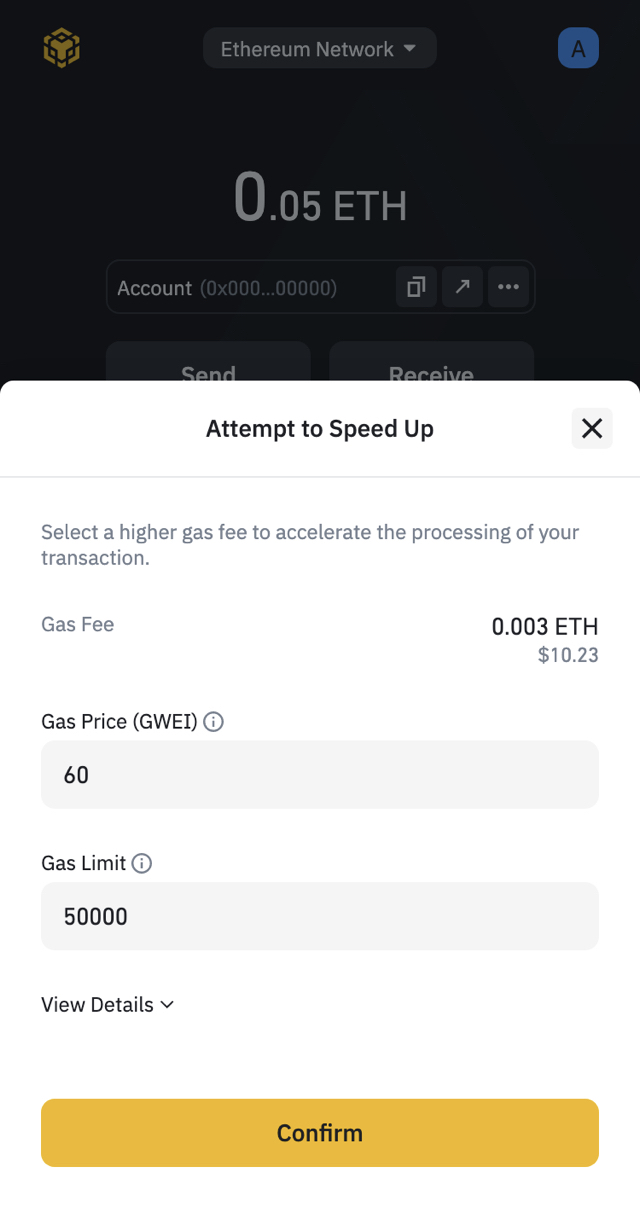 Ethereum Network
A
0.05 ETH
Account (0x000...00000)
Send
Receive
Attempt to Speed Up
Select a higher gas fee to accelerate the processing of your
transaction.
Gas Fee
0.003 ETH
$10.23
Gas Price (GWEI)
60
Gas Limit
50000
View Details
Confirm